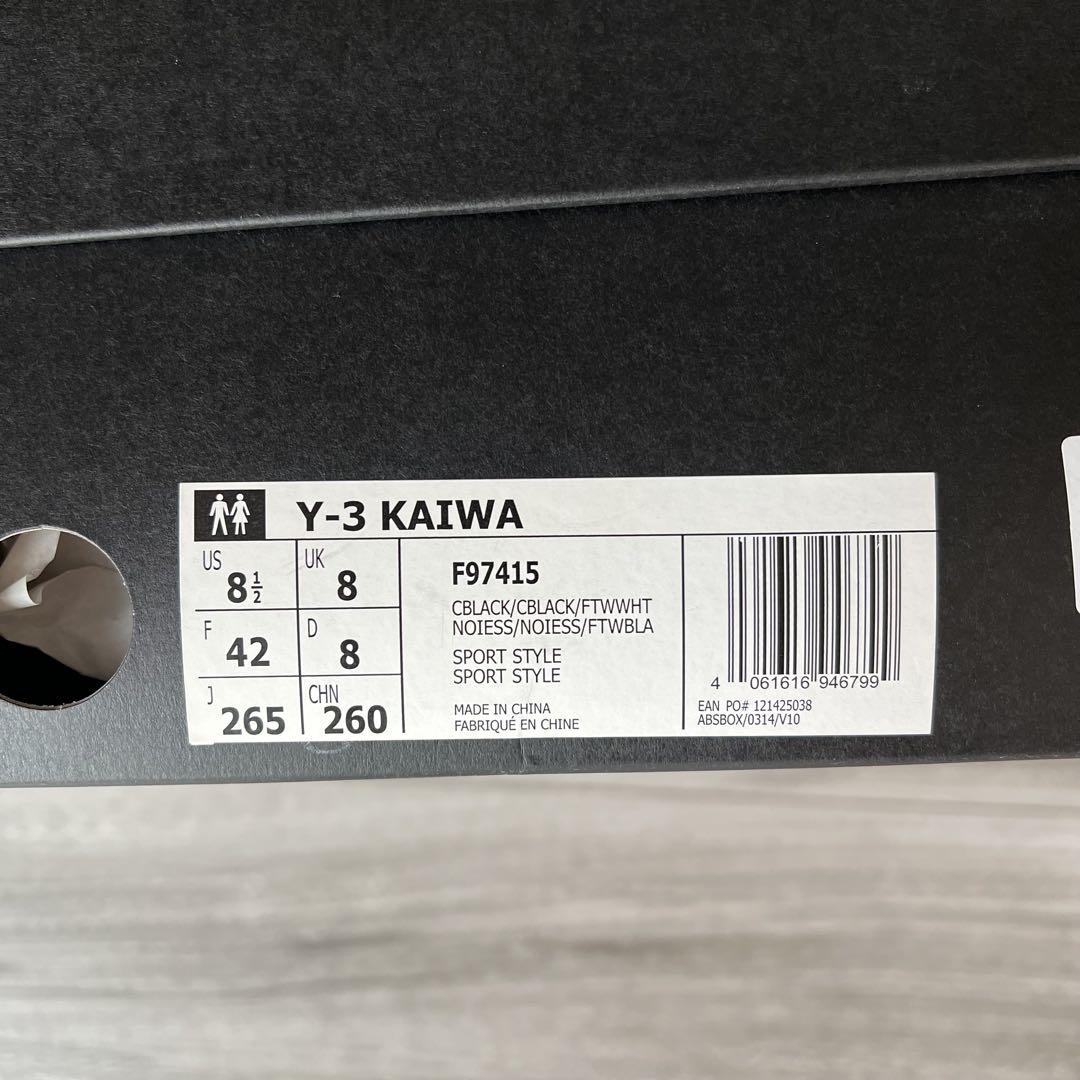 Y-3 KAIWA
US 8½
UK 8
F 42
D 8
J 265
CHN 260
F97415
CBLACK/CBLACK/FTWWHT
NOIESS/NOIESS/FTWBLA
SPORT STYLE
SPORT STYLE
MADE IN CHINA
FABRIQUÉ EN CHINE
4 061616 946799
EAN PO# 121425038
ABSBOX/0314/V10